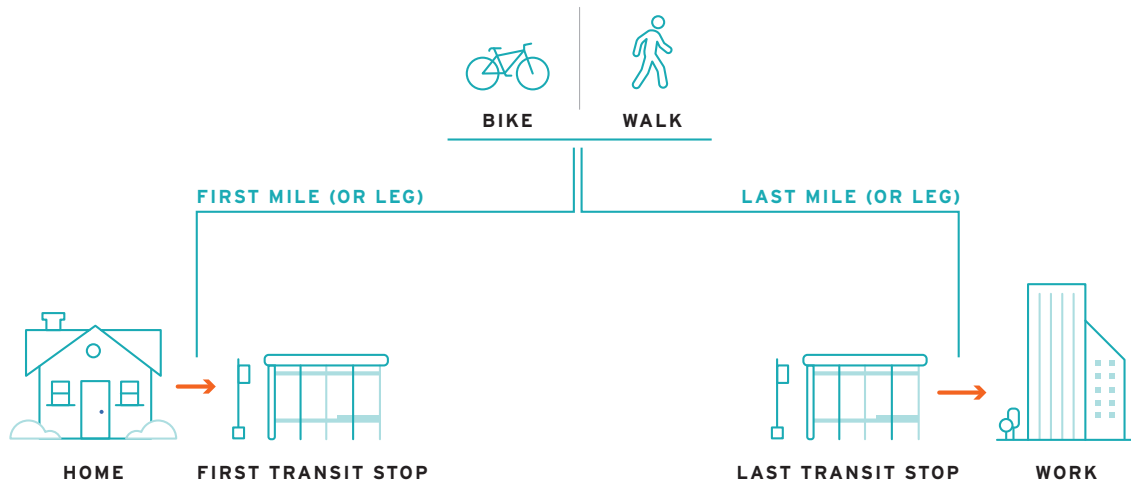 BIKE
WALK
FIRST MILE (OR LEG)
LAST MILE (OR LEG)
HOME
FIRST TRANSIT STOP
LAST TRANSIT STOP
WORK